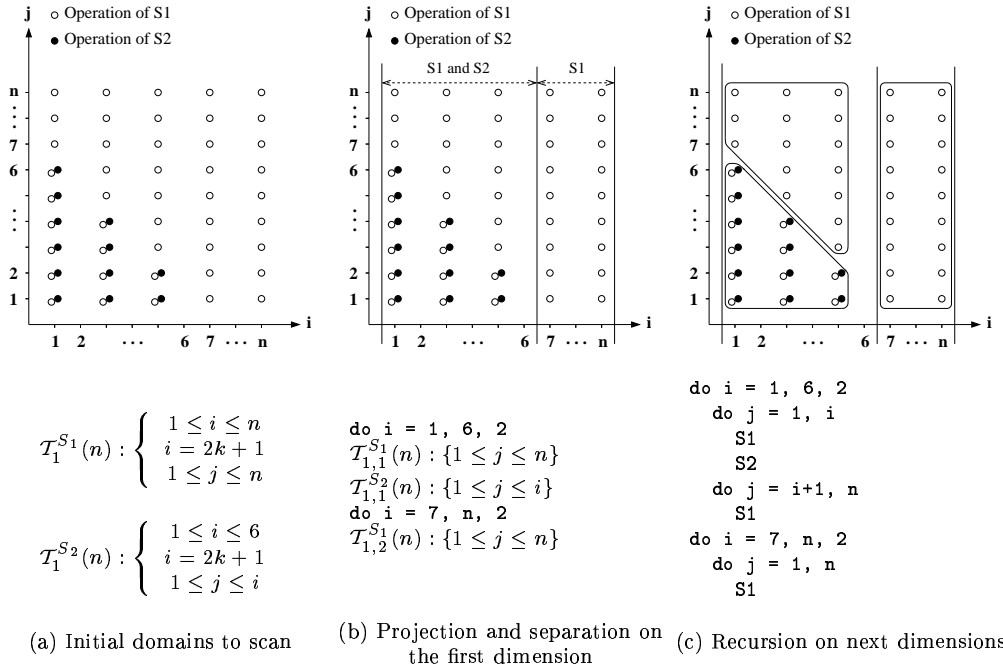 j
○ Operation of S1
● Operation of S2
n
⋮
7
6
⋮
2
1
1 2 ··· 6 7 ··· n
i
j
○ Operation of S1
● Operation of S2
S1 and S2
S1
n
⋮
7
6
⋮
2
1
1 2 ··· 6 7 ··· n
i
j
○ Operation of S1
● Operation of S2
n
⋮
7
6
⋮
2
1
1 2 ··· 6 7 ··· n
i
𝒯₁^{S₁}(n) : {
1 ≤ i ≤ n
i = 2k + 1
1 ≤ j ≤ n
𝒯₁^{S₂}(n) : {
1 ≤ i ≤ 6
i = 2k + 1
1 ≤ j ≤ i
(a) Initial domains to scan
do i = 1, 6, 2
𝒯_{1,1}^{S₁}(n) : {1 ≤ j ≤ n}
𝒯_{1,1}^{S₂}(n) : {1 ≤ j ≤ i}
do i = 7, n, 2
𝒯_{1,2}^{S₁}(n) : {1 ≤ j ≤ n}
(b) Projection and separation on
the first dimension
do i = 1, 6, 2
do j = 1, i
S1
S2
do j = i+1, n
S1
do i = 7, n, 2
do j = 1, n
S1
(c) Recursion on next dimensions